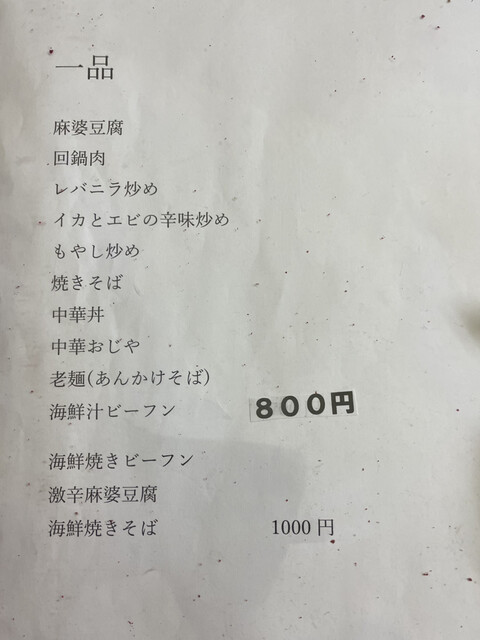 一品
麻婆豆腐
回鍋肉
レバニラ炒め
イカとエビの辛味炒め
もやし炒め
焼きそば
中華丼
中華おじや
老麺(あんかけそば)
海鮮汁ビーフン 800円
海鮮焼きビーフン
激辛麻婆豆腐
海鮮焼きそば 1000円